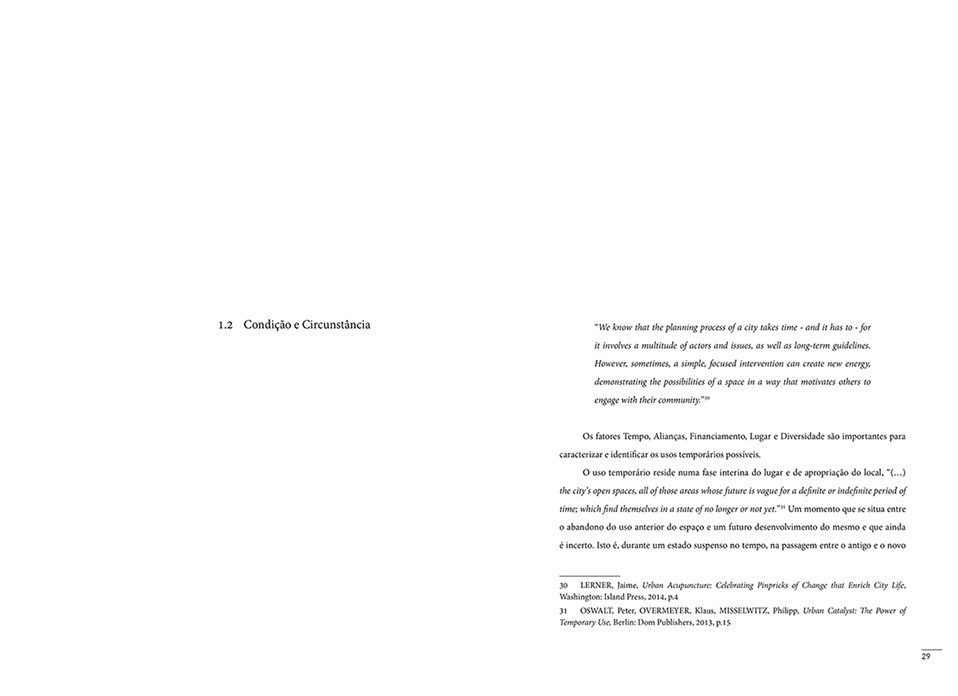 1.2 Condição e Circunstância
“We know that the planning process of a city takes time - and it has to - for
it involves a multitude of actors and issues, as well as long-term guidelines.
However, sometimes, a simple, focused intervention can create new energy,
demonstrating the possibilities of a space in a way that motivates others to
engage with their community.”30
Os fatores Tempo, Alianças, Financiamento, Lugar e Diversidade são importantes para
caracterizar e identificar os usos temporários possíveis.
O uso temporário reside numa fase interina do lugar e de apropriação do local, “(…)
the city’s open spaces, all of those areas whose future is vague for a definite or indefinite period of
time; which find themselves in a state of no longer or not yet.”31 Um momento que se situa entre
o abandono do uso anterior do espaço e um futuro desenvolvimento do mesmo e que ainda
é incerto. Isto é, durante um estado suspenso no tempo, na passagem entre o antigo e o novo
30 LERNER, Jaime, Urban Acupuncture: Celebrating Pinpricks of Change that Enrich City Life,
Washington: Island Press, 2014, p.4
31 OSWALT, Peter, OVERMEYER, Klaus, MISSELWITZ, Philipp, Urban Catalyst: The Power of
Temporary Use, Berlin: Dom Publishers, 2013, p.15
29